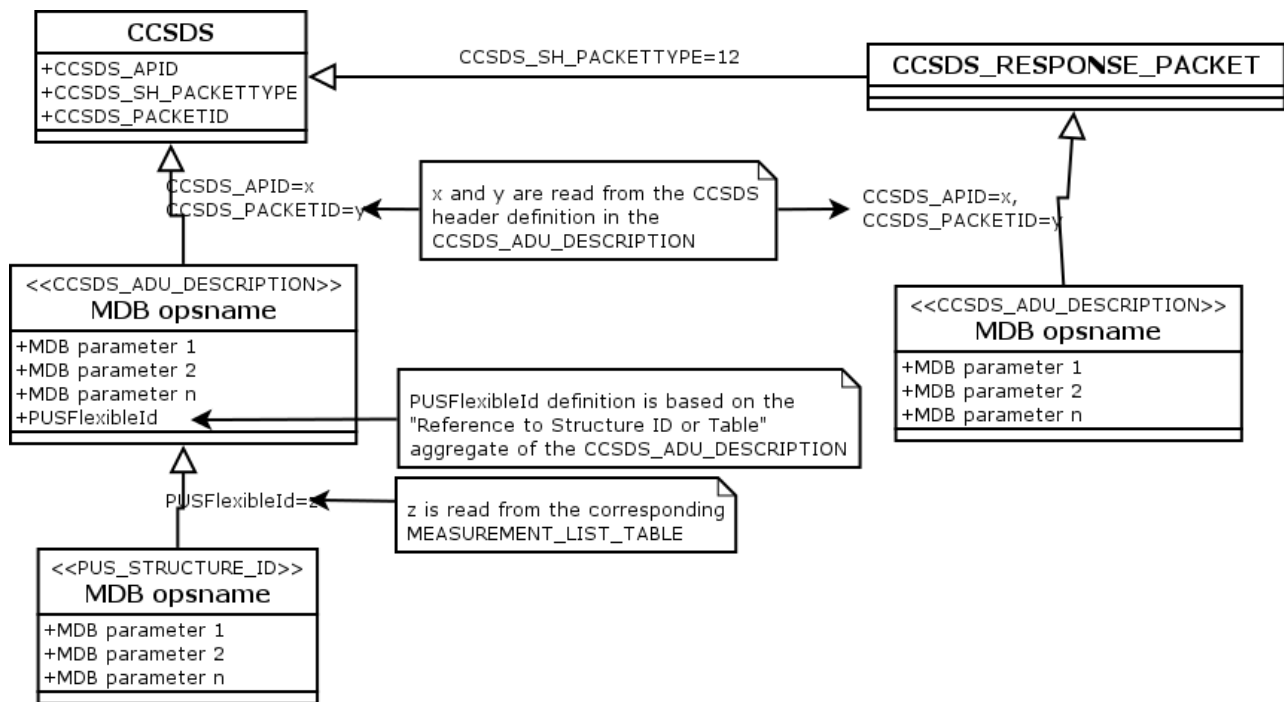 CCSDS
+CCSDS_APID
+CCSDS_SH_PACKETTYPE
+CCSDS_PACKETID
CCSDS_SH_PACKETTYPE=12
CCSDS_RESPONSE_PACKET
CCSDS_APID=x
CCSDS_PACKETID=y
x and y are read from the CCSDS
header definition in the
CCSDS_ADU_DESCRIPTION
CCSDS_APID=x,
CCSDS_PACKETID=y
<<CCSDS_ADU_DESCRIPTION>>
MDB opsname
+MDB parameter 1
+MDB parameter 2
+MDB parameter n
+PUSFlexibleId
<<CCSDS_ADU_DESCRIPTION>>
MDB opsname
+MDB parameter 1
+MDB parameter 2
+MDB parameter n
PUSFlexibleId definition is based on the
"Reference to Structure ID or Table"
aggregate of the CCSDS_ADU_DESCRIPTION
PUSFlexibleId=z
z is read from the corresponding
MEASUREMENT_LIST_TABLE
<<PUS_STRUCTURE_ID>>
MDB opsname
+MDB parameter 1
+MDB parameter 2
+MDB parameter n